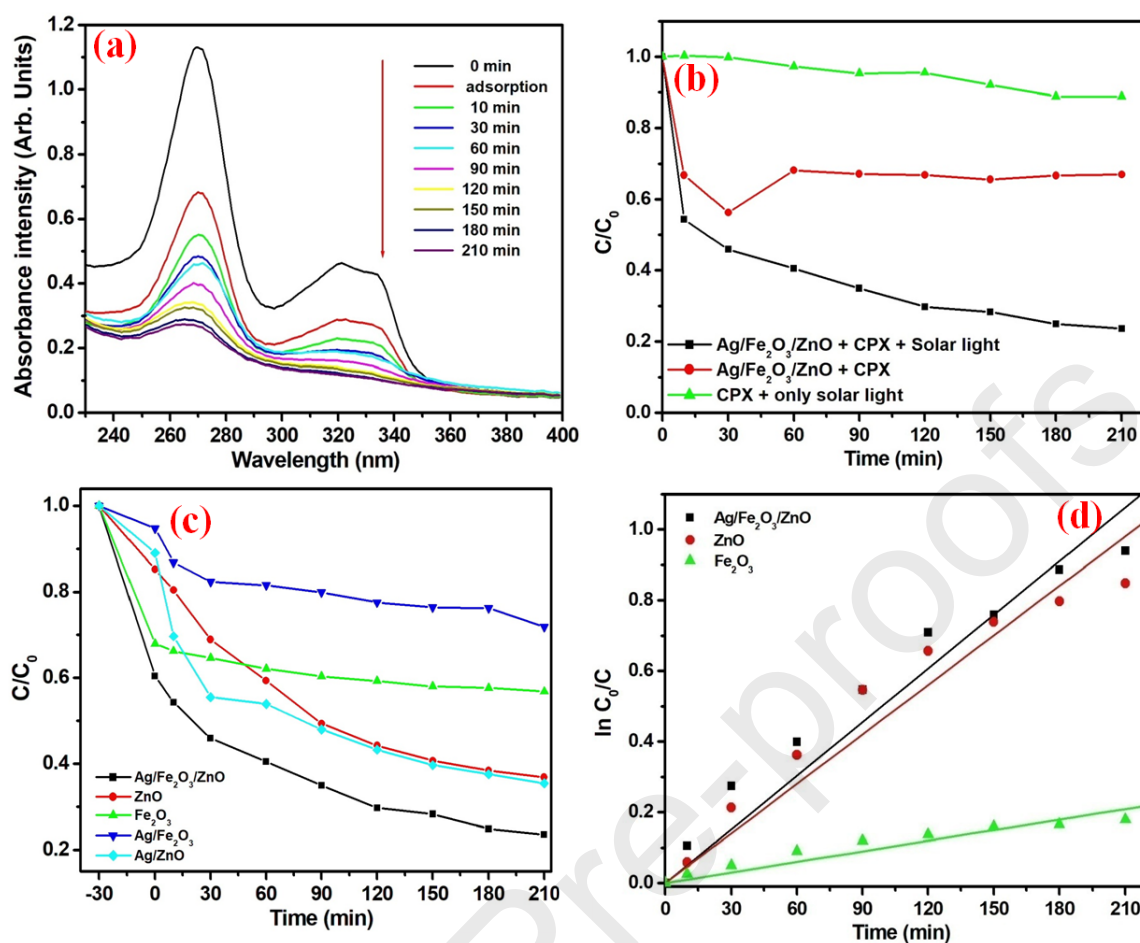 (a)
1.2
1.0
0.8
0.6
0.4
0.2
0.0
Absorbance intensity (Arb. Units)
0 min
adsorption
10 min
30 min
60 min
90 min
120 min
150 min
180 min
210 min
240 260 280 300 320 340 360 380 400
Wavelength (nm)
(b)
1.0
0.8
0.6
0.4
0.2
0.0
C/C₀
Ag/Fe₂O₃/ZnO + CPX + Solar light
Ag/Fe₂O₃/ZnO + CPX
CPX + only solar light
0 30 60 90 120 150 180 210
Time (min)
(c)
1.0
0.8
0.6
0.4
0.2
C/C₀
Ag/Fe₂O₃/ZnO
ZnO
Fe₂O₃
Ag/Fe₂O₃
Ag/ZnO
-30 0 30 60 90 120 150 180 210
Time (min)
(d)
1.0
0.8
0.6
0.4
0.2
0.0
ln C₀/C
Ag/Fe₂O₃/ZnO
ZnO
Fe₂O₃
0 30 60 90 120 150 180 210
Time (min)
Pre-proofs